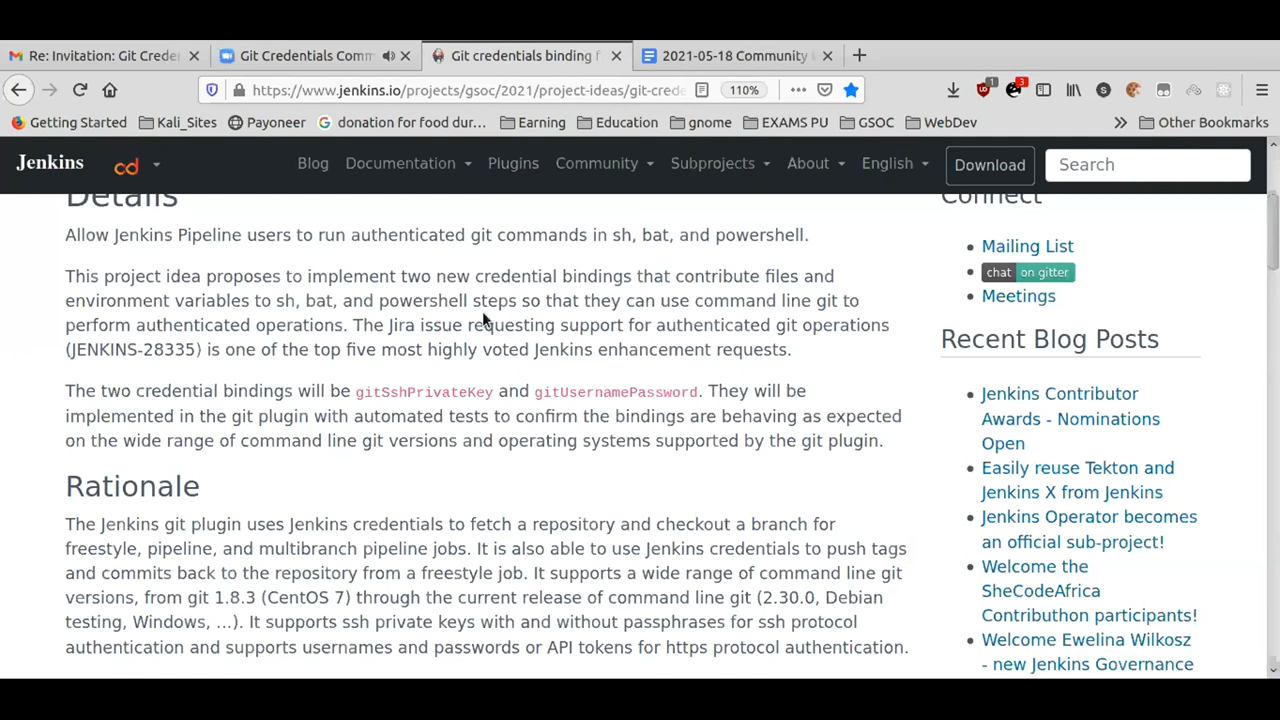 Re: Invitation: Git Crede
Git Credentials Comm
Git credentials binding f
2021-05-18 Community
https://www.jenkins.io/projects/gsoc/2021/project-ideas/git-crede
110%
1
3
Getting Started
Kali_Sites
Payoneer
donation for food dur…
Earning
Education
gnome
EXAMS PU
GSOC
WebDev
Other Bookmarks
Jenkins
cd
Blog
Documentation
Plugins
Community
Subprojects
About
English
Download
Search
Details
Allow Jenkins Pipeline users to run authenticated git commands in sh, bat, and powershell.
This project idea proposes to implement two new credential bindings that contribute files and
environment variables to sh, bat, and powershell steps so that they can use command line git to
perform authenticated operations. The Jira issue requesting support for authenticated git operations
(JENKINS-28335) is one of the top five most highly voted Jenkins enhancement requests.
The two credential bindings will be gitSshPrivateKey and gitUsernamePassword. They will be
implemented in the git plugin with automated tests to confirm the bindings are behaving as expected
on the wide range of command line git versions and operating systems supported by the git plugin.
Rationale
The Jenkins git plugin uses Jenkins credentials to fetch a repository and checkout a branch for
freestyle, pipeline, and multibranch pipeline jobs. It is also able to use Jenkins credentials to push tags
and commits back to the repository from a freestyle job. It supports a wide range of command line git
versions, from git 1.8.3 (CentOS 7) through the current release of command line git (2.30.0, Debian
testing, Windows, …). It supports ssh private keys with and without passphrases for ssh protocol
authentication and supports usernames and passwords or API tokens for https protocol authentication.
Connect
Mailing List
chat on gitter
Meetings
Recent Blog Posts
Jenkins Contributor
Awards - Nominations
Open
Easily reuse Tekton and
Jenkins X from Jenkins
Jenkins Operator becomes
an official sub-project!
Welcome the
SheCodeAfrica
Contributhon participants!
Welcome Ewelina Wilkosz
- new Jenkins Governance